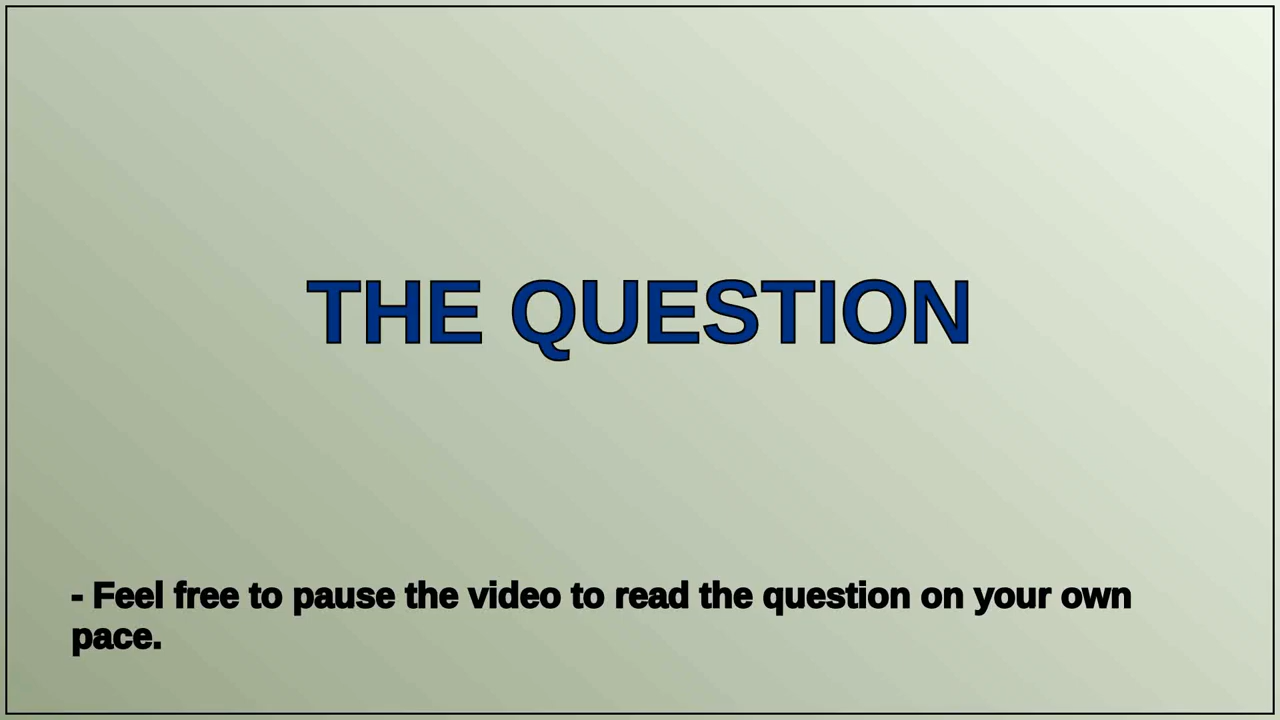 THE QUESTION
- Feel free to pause the video to read the question on your own
pace.